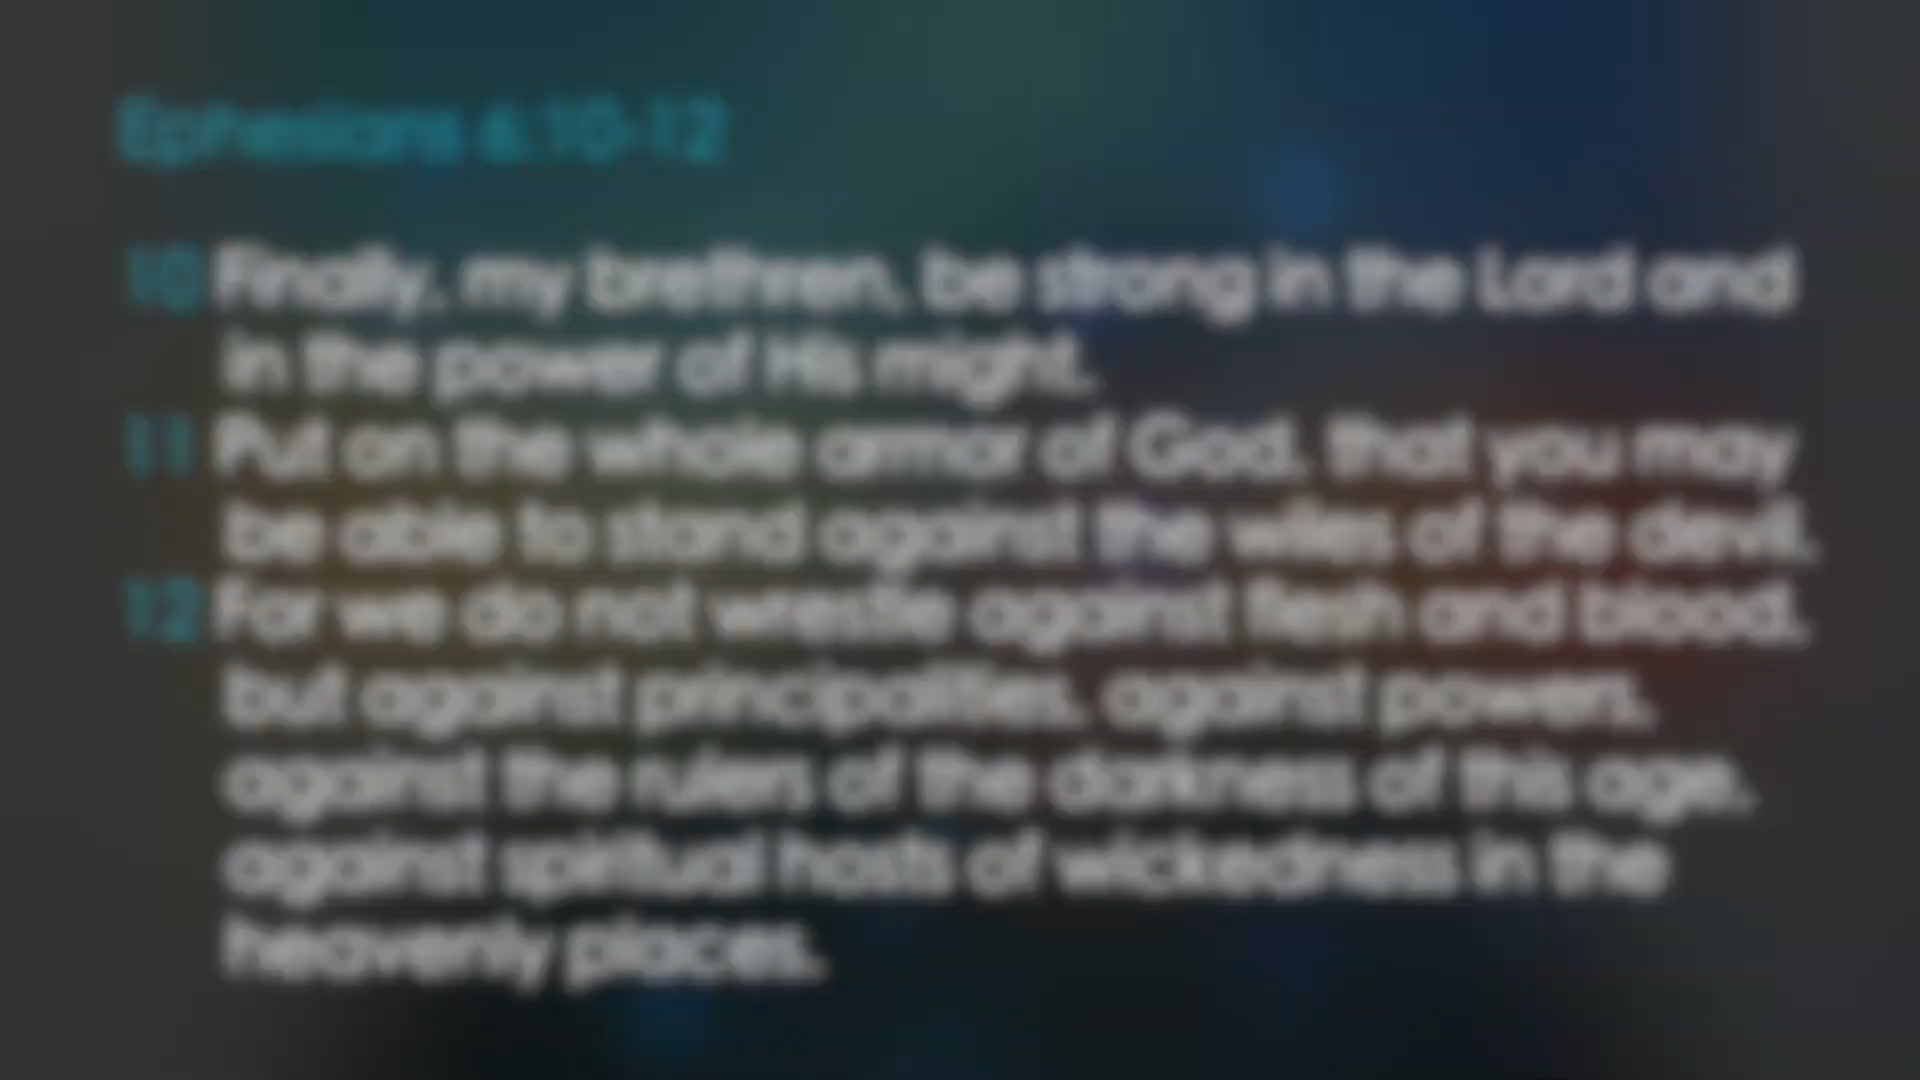 Ephesians 6:10-12
10 Finally, my brethren, be strong in the Lord and
in the power of His might.
11 Put on the whole armor of God, that you may
be able to stand against the wiles of the devil.
12 For we do not wrestle against flesh and blood,
but against principalities, against powers,
against the rulers of the darkness of this age,
against spiritual hosts of wickedness in the
heavenly places.